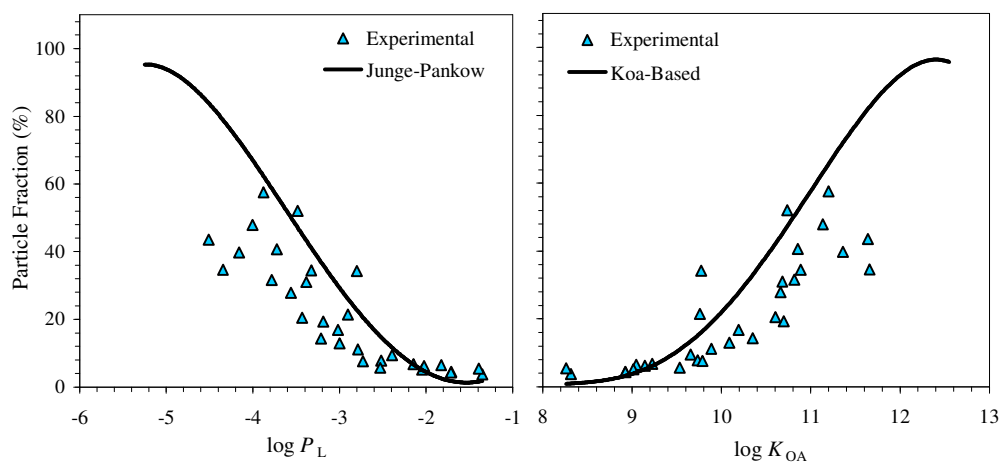 Particle Fraction (%)
100
80
60
40
20
0
-6 -5 -4 -3 -2 -1
log P L
Experimental
Junge-Pankow
8 9 10 11 12 13
log K OA
Experimental
Koa-Based